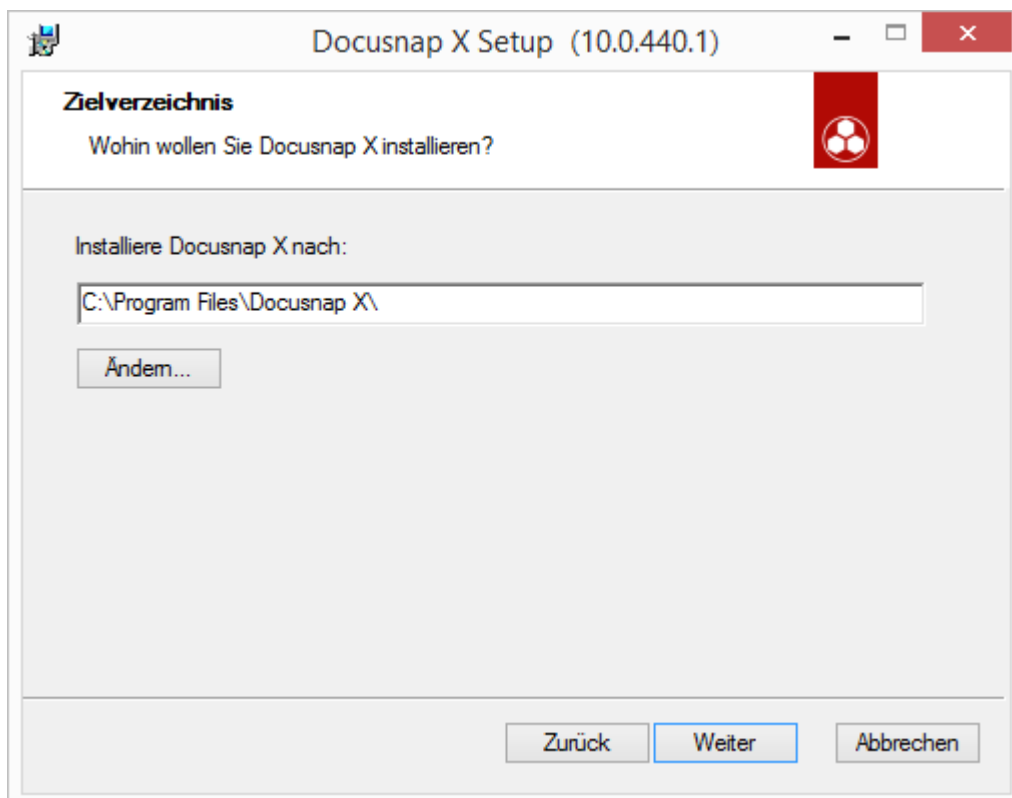 Docusnap X Setup (10.0.440.1)
Zielverzeichnis
Wohin wollen Sie Docusnap X installieren?
Installiere Docusnap X nach:
C:\Program Files\Docusnap X\
Ändern...
Zurück Weiter Abbrechen